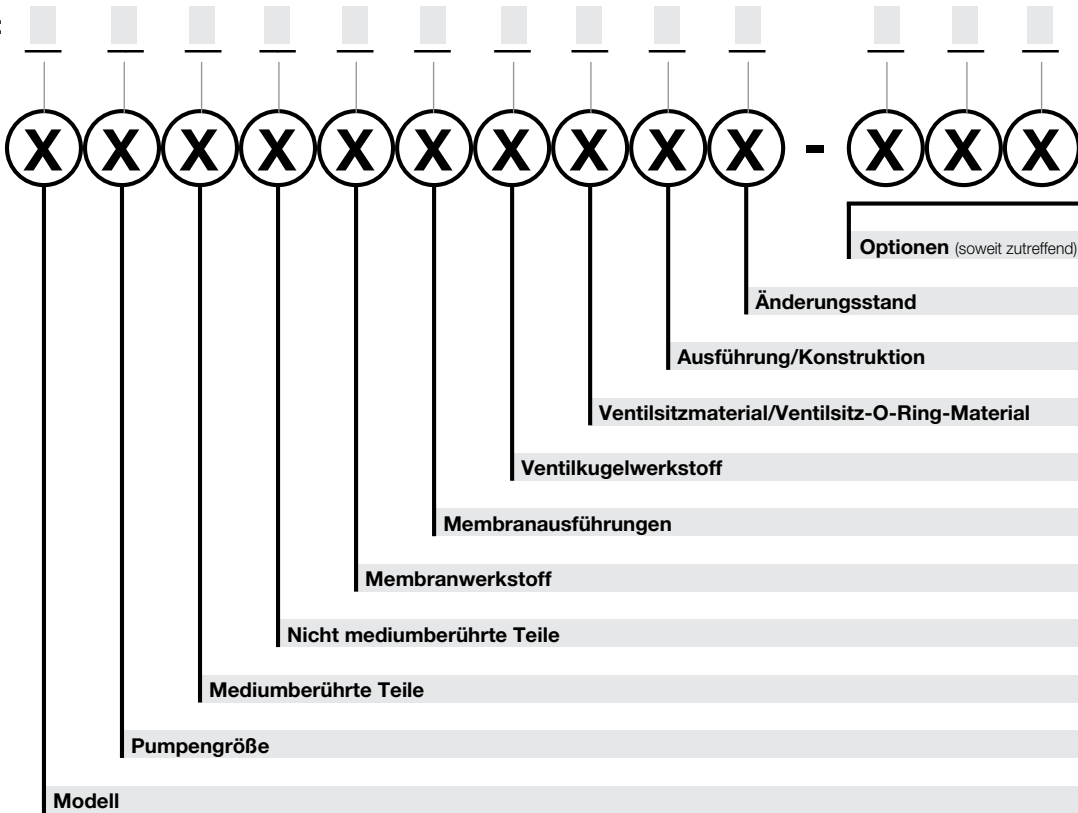 :
X X X X X X X X X X - X X X
Optionen (soweit zutreffend)
Änderungsstand
Ausführung/Konstruktion
Ventilsitzmaterial/Ventilsitz-O-Ring-Material
Ventilkugelwerkstoff
Membranausführungen
Membranwerkstoff
Nicht mediumberührte Teile
Mediumberührte Teile
Pumpengröße
Modell